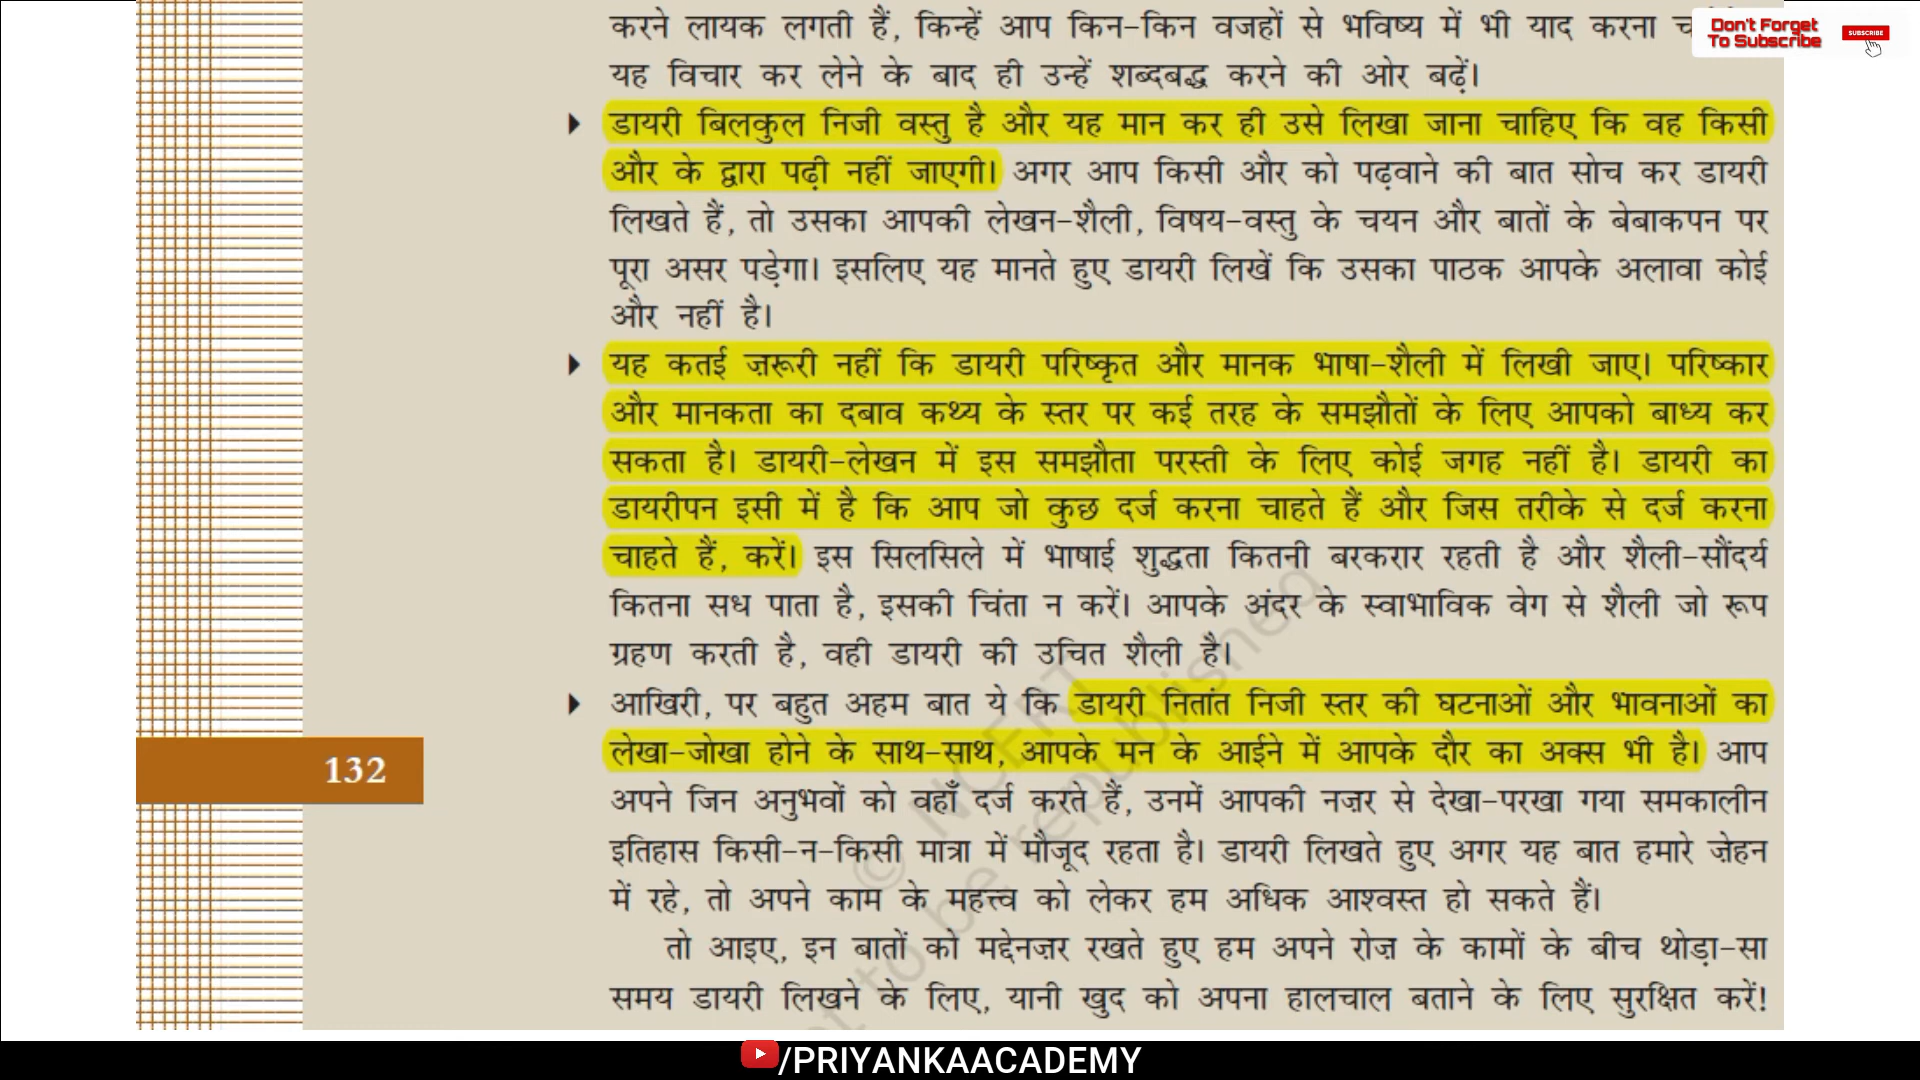 करने लायक लगती हैं, किन्हें आप किन-किन वजहों से भविष्य में भी याद करना
Don't Forget
To Subscribe
SUBSCRIBE
यह विचार कर लेने के बाद ही उन्हें शब्दबद्ध करने की ओर बढ़ें।
डायरी बिलकुल निजी वस्तु है और यह मान कर ही उसे लिखा जाना चाहिए कि वह किसी
और के द्वारा पढ़ी नहीं जाएगी। अगर आप किसी और को पढ़वाने की बात सोच कर डायरी
लिखते हैं, तो उसका आपकी लेखन-शैली, विषय-वस्तु के चयन और बातों के बेबाकपन पर
पूरा असर पड़ेगा। इसलिए यह मानते हुए डायरी लिखें कि उसका पाठक आपके अलावा कोई
और नहीं है।
यह कतई ज़रूरी नहीं कि डायरी परिष्कृत और मानक भाषा-शैली में लिखी जाए। परिष्कार
और मानकता का दबाव कथ्य के स्तर पर कई तरह के समझौतों के लिए आपको बाध्य कर
सकता है। डायरी-लेखन में इस समझौता परस्ती के लिए कोई जगह नहीं है। डायरी का
डायरीपन इसी में है कि आप जो कुछ दर्ज करना चाहते हैं और जिस तरीके से दर्ज करना
चाहते हैं, करें। इस सिलसिले में भाषाई शुद्धता कितनी बरकरार रहती है और शैली-सौंदर्य
कितना सध पाता है, इसकी चिंता न करें। आपके अंदर के स्वाभाविक वेग से शैली जो रूप
ग्रहण करती है, वही डायरी की उचित शैली है।
आखिरी, पर बहुत अहम बात ये कि डायरी नितांत निजी स्तर की घटनाओं और भावनाओं का
लेखा-जोखा होने के साथ-साथ, आपके मन के आईने में आपके दौर का अक्स भी है। आप
132
अपने जिन अनुभवों को वहाँ दर्ज करते हैं, उनमें आपकी नज़र से देखा-परखा गया समकालीन
इतिहास किसी-न-किसी मात्रा में मौजूद रहता है। डायरी लिखते हुए अगर यह बात हमारे ज़ेहन
में रहे, तो अपने काम के महत्त्व को लेकर हम अधिक आश्वस्त हो सकते हैं।
तो आइए, इन बातों को मद्देनज़र रखते हुए हम अपने रोज़ के कामों के बीच थोड़ा-सा
समय डायरी लिखने के लिए, यानी खुद को अपना हालचाल बताने के लिए सुरक्षित करें!
© NCERT
to be republished
/PRIYANKAACADEMY